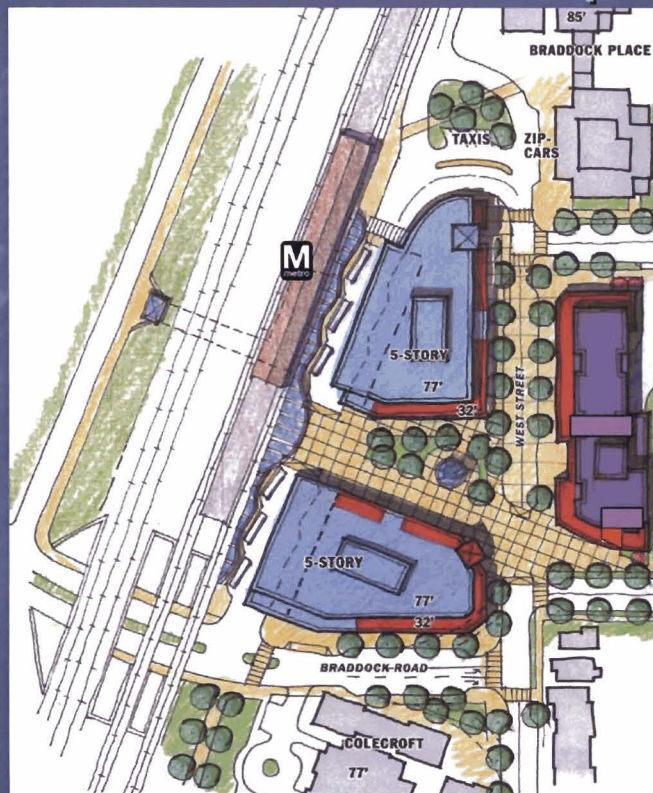 85'
BRADDOCK PLACE
TAXIS
ZIP-
CARS
M
metro
5-STORY
77'
32'
WEST STREET
5-STORY
77'
32'
BRADDOCK ROAD
COLECROFT
77'